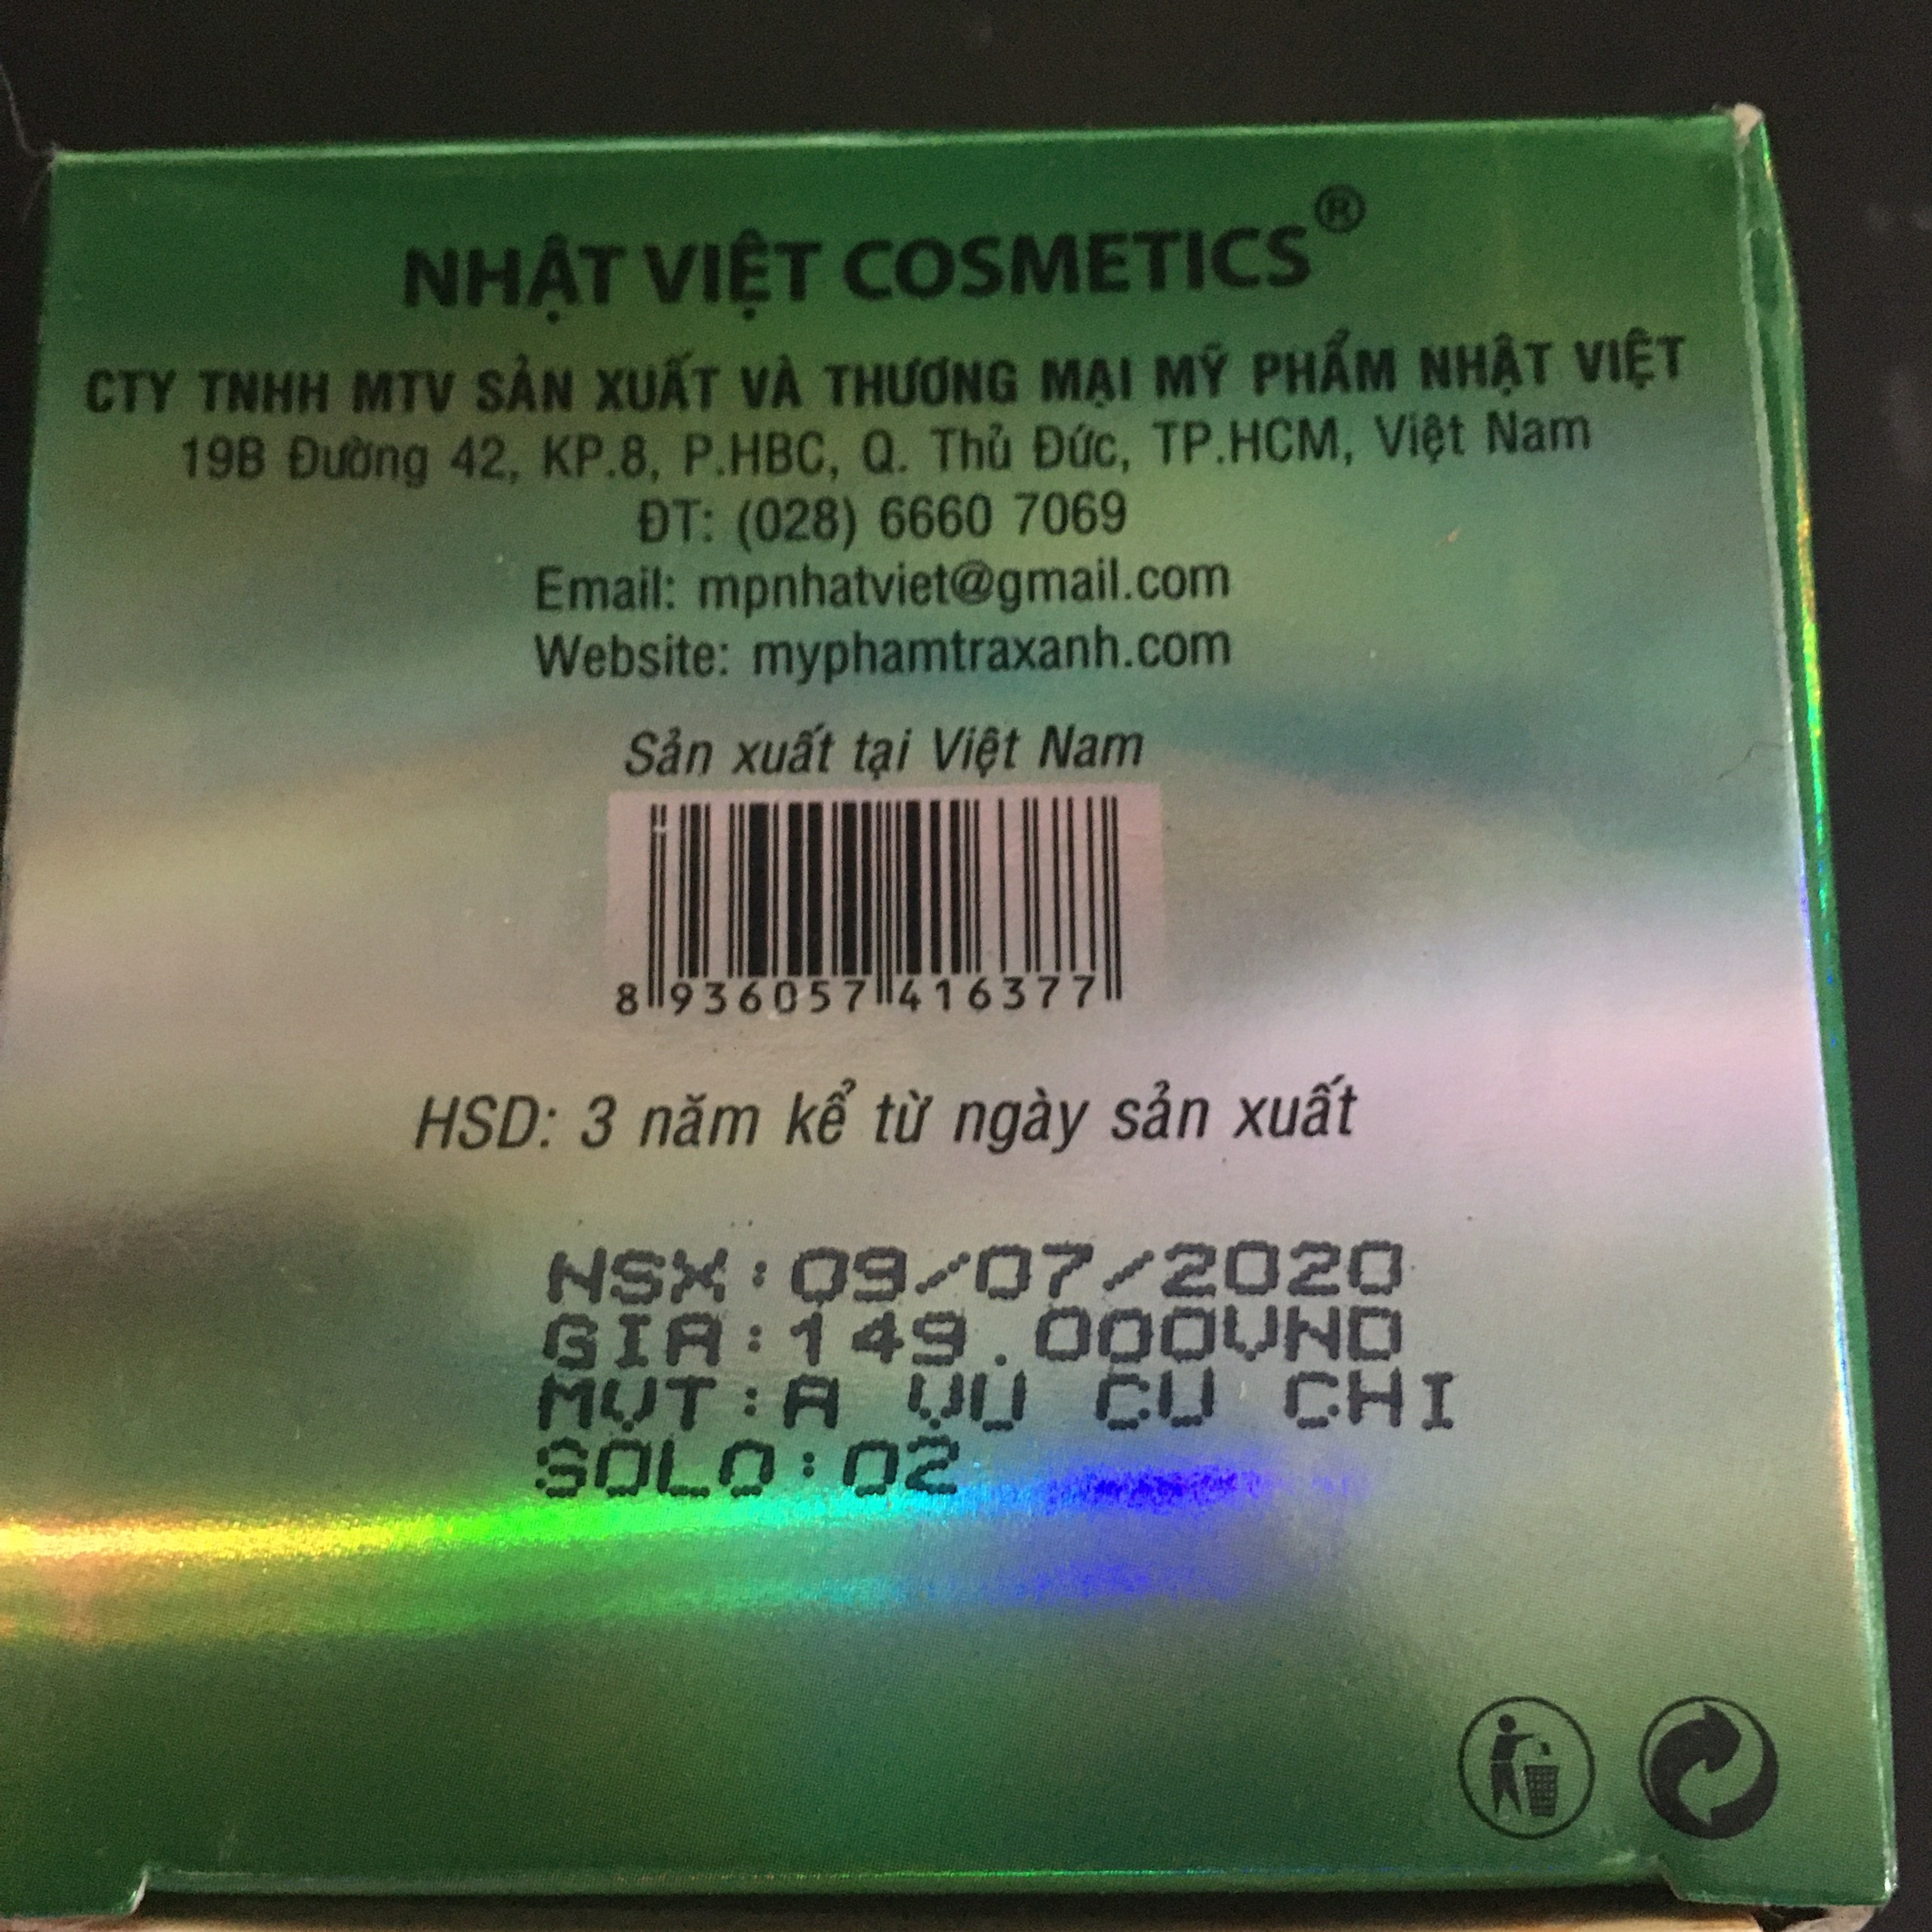 NHẬT VIỆT COSMETICS®
CTY TNHH MTV SẢN XUẤT VÀ THƯƠNG MẠI MỸ PHẨM NHẬT VIỆT
19B Đường 42, KP.8, P.HBC, Q. Thủ Đức, TP.HCM, Việt Nam
ĐT: (028) 6660 7069
Email: mpnhatviet@gmail.com
Website: myphamtraxanh.com
Sản xuất tại Việt Nam
8 936057 416377
HSD: 3 năm kể từ ngày sản xuất
NSX:09/07/2020
GIA:149.000VND
MVT:A VU CU CHI
SOLO:02